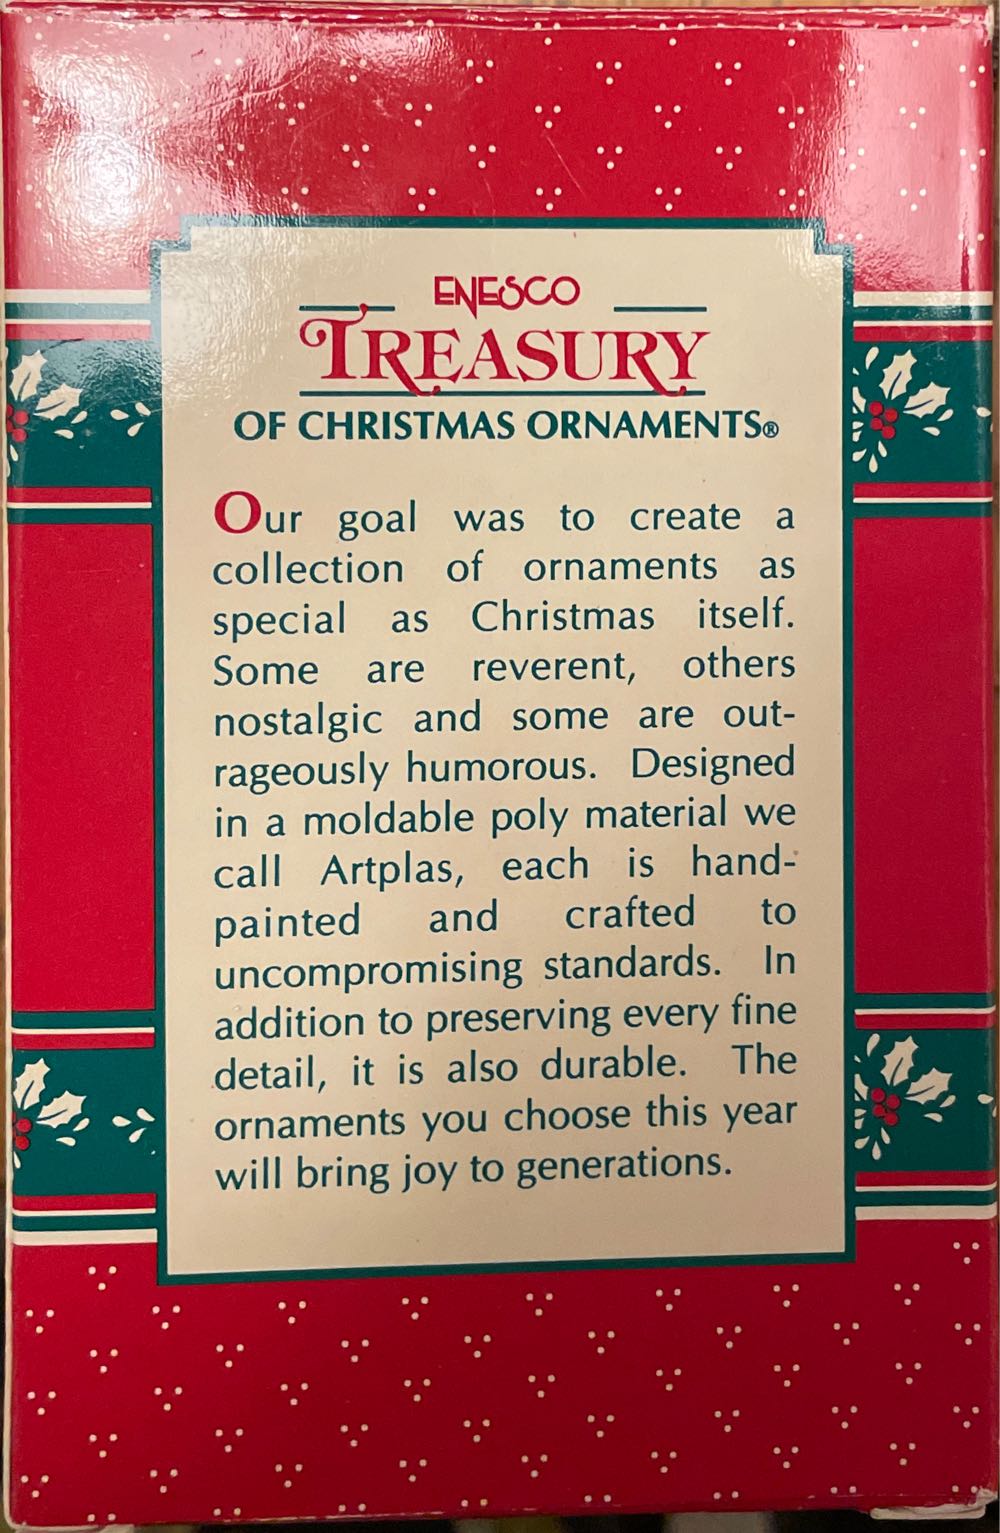 ENESCO
TREASURY
OF CHRISTMAS ORNAMENTS®
Our goal was to create a
collection of ornaments as
special as Christmas itself.
Some are reverent, others
nostalgic and some are out-
rageously humorous. Designed
in a moldable poly material we
call Artplas, each is hand-
painted and crafted to
uncompromising standards. In
addition to preserving every fine
detail, it is also durable. The
ornaments you choose this year
will bring joy to generations.